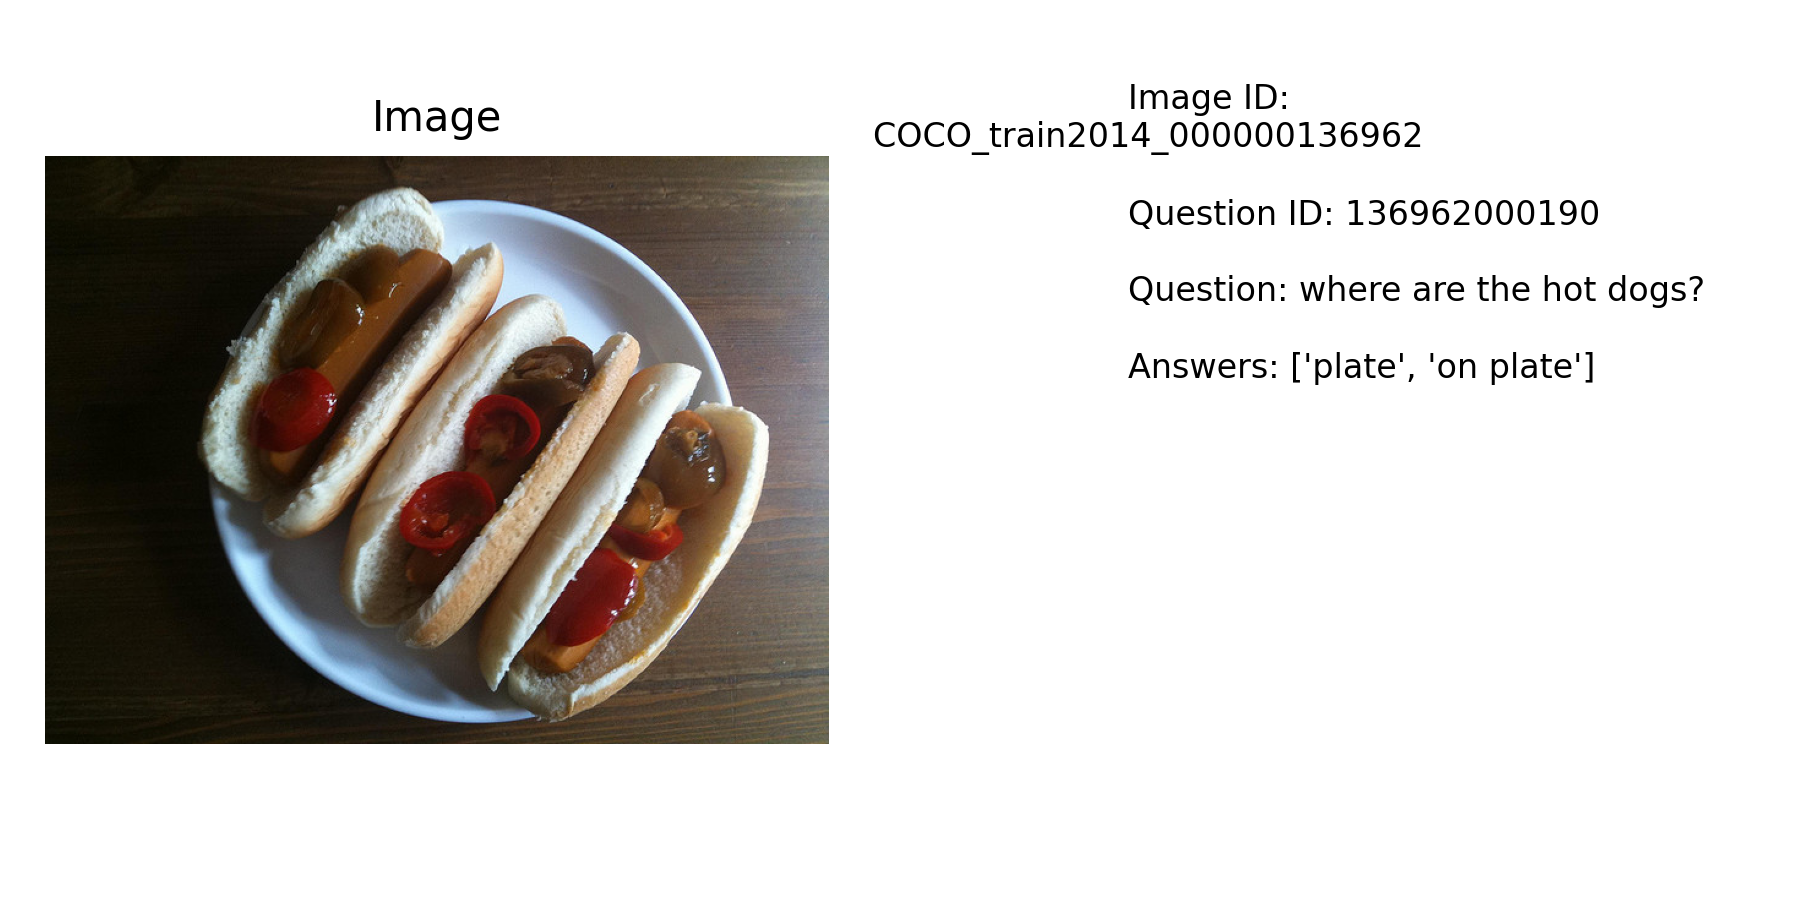 Image
Image ID:
COCO_train2014_000000136962
Question ID: 136962000190
Question: where are the hot dogs?
Answers: ['plate', 'on plate']